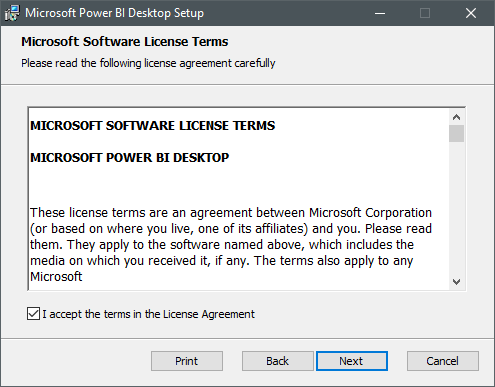 Microsoft Power BI Desktop Setup
Microsoft Software License Terms
Please read the following license agreement carefully
MICROSOFT SOFTWARE LICENSE TERMS
MICROSOFT POWER BI DESKTOP
These license terms are an agreement between Microsoft Corporation
(or based on where you live, one of its affiliates) and you. Please read
them. They apply to the software named above, which includes the
media on which you received it, if any. The terms also apply to any
Microsoft
I accept the terms in the License Agreement
Print
Back
Next
Cancel